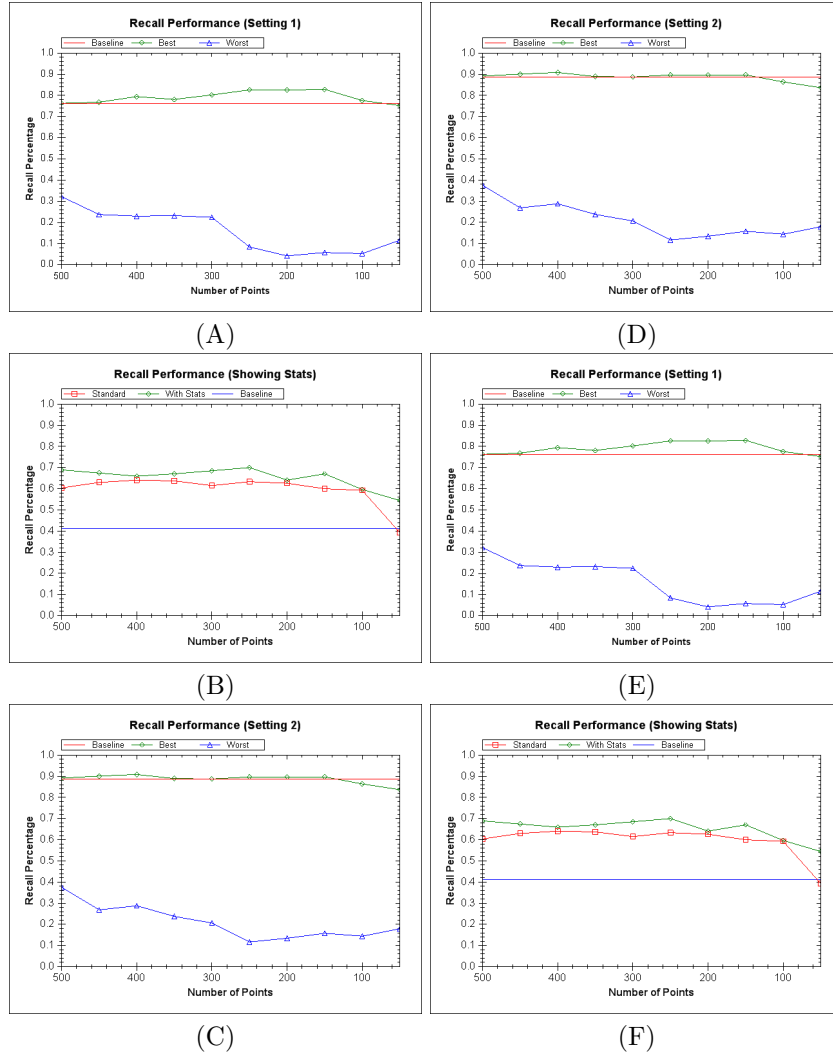 Recall Performance (Setting 1)
Baseline Best Worst
1.0
0.9
0.8
0.7
0.6
0.5
0.4
0.3
0.2
0.1
0.0
Recall Percentage
500 400 300 200 100
Number of Points
(A)
Recall Performance (Setting 2)
Baseline Best Worst
1.0
0.9
0.8
0.7
0.6
0.5
0.4
0.3
0.2
0.1
0.0
Recall Percentage
500 400 300 200 100
Number of Points
(D)
Recall Performance (Showing Stats)
Standard With Stats Baseline
1.0
0.9
0.8
0.7
0.6
0.5
0.4
0.3
0.2
0.1
0.0
Recall Percentage
500 400 300 200 100
Number of Points
(B)
Recall Performance (Setting 1)
Baseline Best Worst
1.0
0.9
0.8
0.7
0.6
0.5
0.4
0.3
0.2
0.1
0.0
Recall Percentage
500 400 300 200 100
Number of Points
(E)
Recall Performance (Setting 2)
Baseline Best Worst
1.0
0.9
0.8
0.7
0.6
0.5
0.4
0.3
0.2
0.1
0.0
Recall Percentage
500 400 300 200 100
Number of Points
(C)
Recall Performance (Showing Stats)
Standard With Stats Baseline
1.0
0.9
0.8
0.7
0.6
0.5
0.4
0.3
0.2
0.1
0.0
Recall Percentage
500 400 300 200 100
Number of Points
(F)